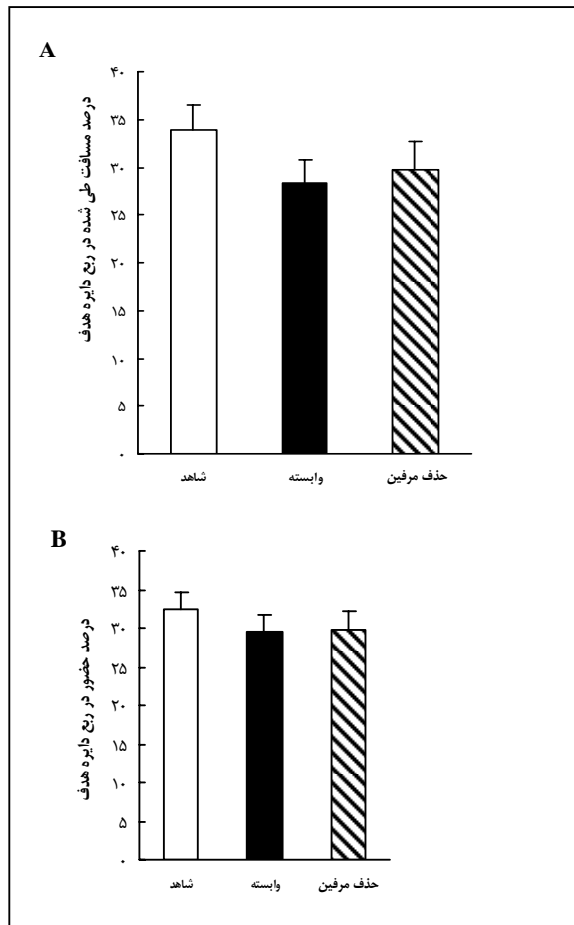 A
درصد مسافت طی شده در ربع دایره هدف
۴۰
۳۵
۳۰
۲۵
۲۰
۱۵
۱۰
۵
۰
شاهد
وابسته
حذف مرفین
B
درصد حضور در ربع دایره هدف
۴۰
۳۵
۳۰
۲۵
۲۰
۱۵
۱۰
۵
۰
شاهد
وابسته
حذف مرفین